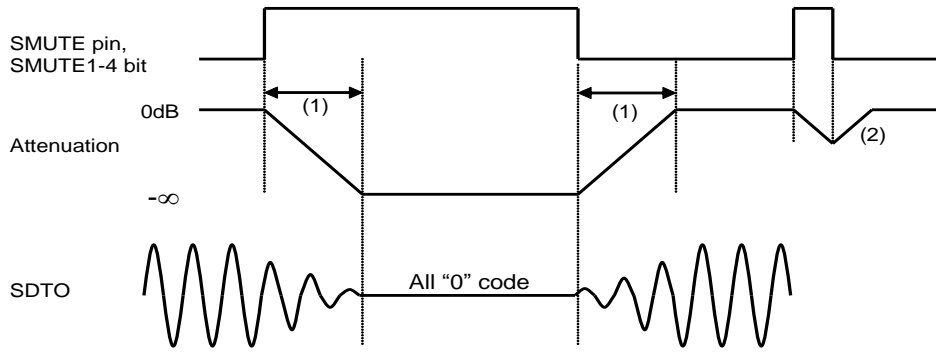 SMUTE pin,
SMUTE1-4 bit
(1)
(1)
0dB
(2)
Attenuation
-∞
All “0” code
SDTO